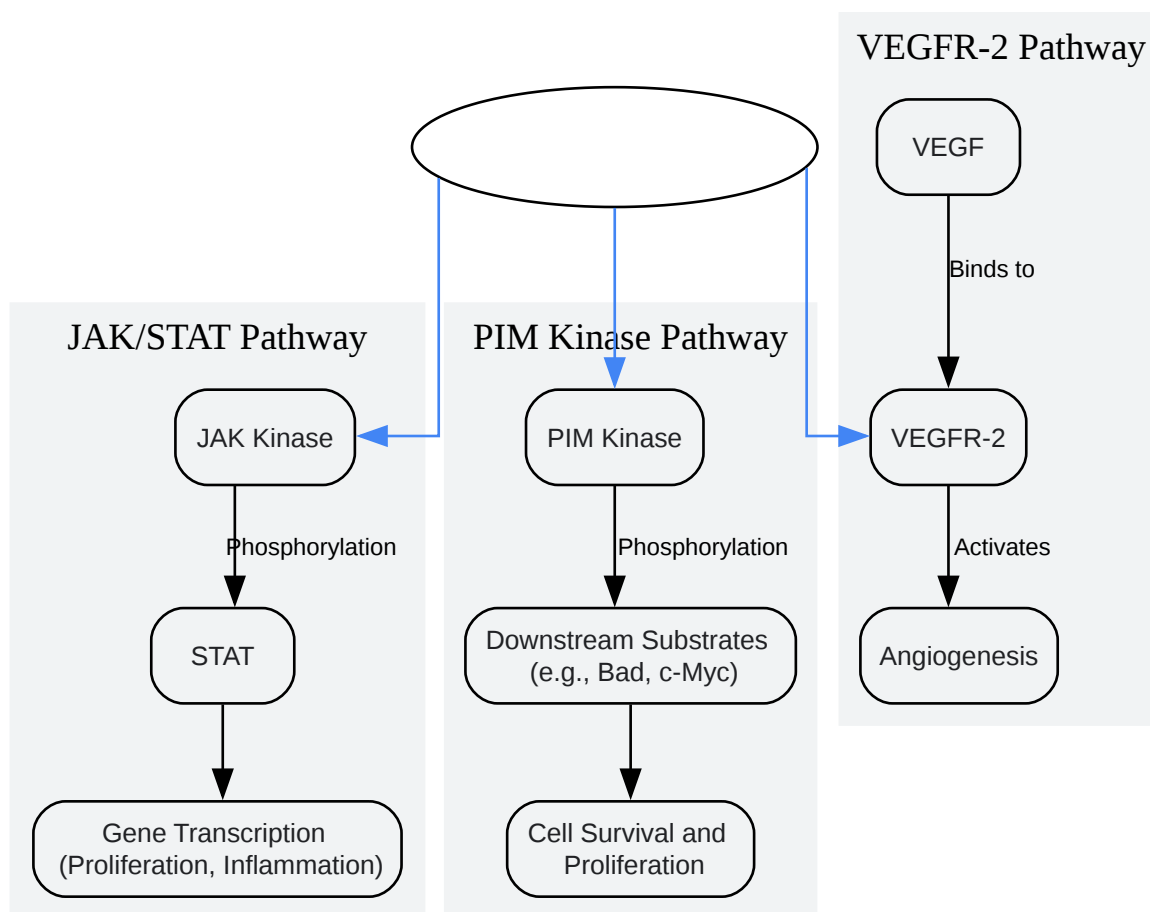 VEGFR-2 Pathway
VEGF
Binds to
JAK/STAT Pathway
PIM Kinase Pathway
JAK Kinase
PIM Kinase
VEGFR-2
Phosphorylation
Phosphorylation
Activates
STAT
Downstream Substrates
(e.g., Bad, c-Myc)
Angiogenesis
Gene Transcription
(Proliferation, Inflammation)
Cell Survival and
Proliferation